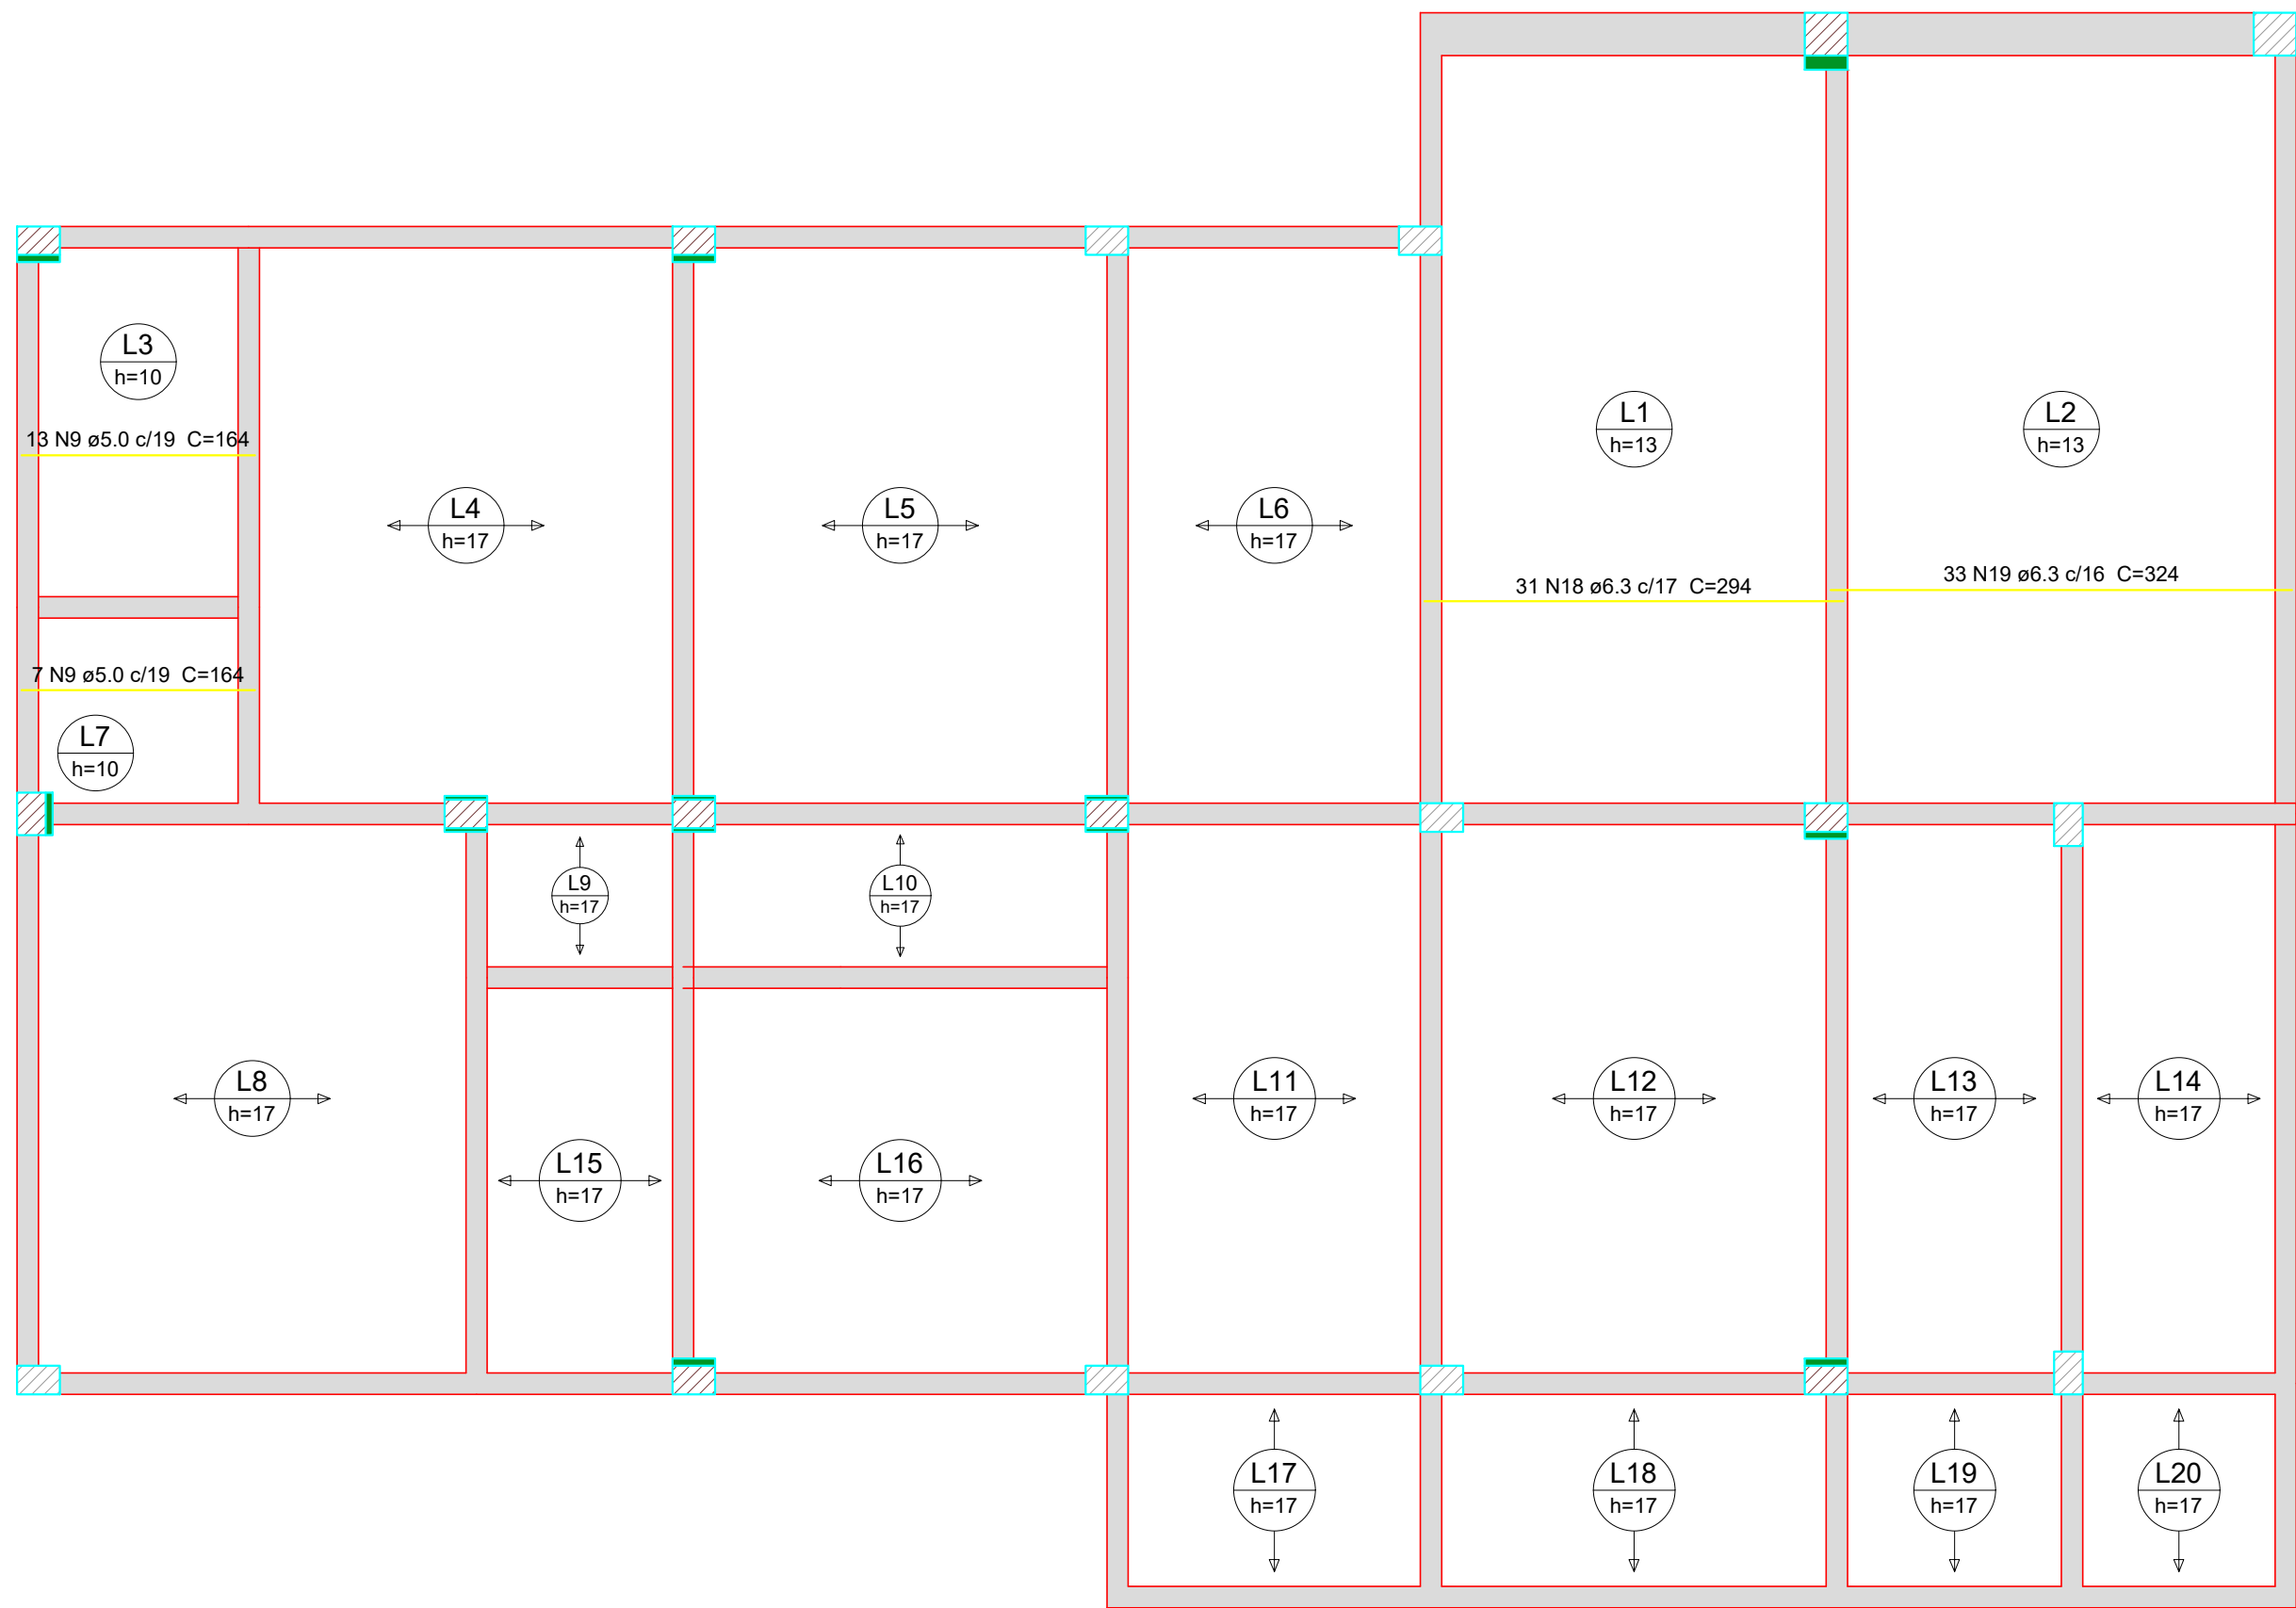 L3
h=10
13 N9 ø5.0 c/19  C=164
L1
h=13
L2
h=13
L4
h=17
L5
h=17
L6
h=17
31 N18 ø6.3 c/17  C=294
33 N19 ø6.3 c/16  C=324
7 N9 ø5.0 c/19  C=164
L7
h=10
L9
h=17
L10
h=17
L8
h=17
L11
h=17
L12
h=17
L13
h=17
L14
h=17
L15
h=17
L16
h=17
L17
h=17
L18
h=17
L19
h=17
L20
h=17